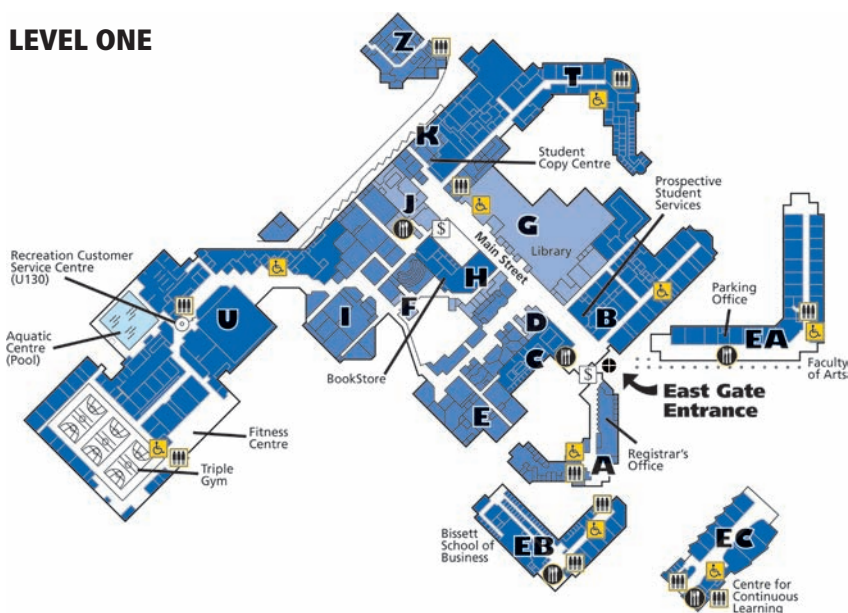 LEVEL ONE
Z
T
K
Student
Copy Centre
Prospective
Student
Services
J
$
G
Library
Main Street
Recreation Customer
Service Centre
(U130)
H
Parking
Office
U
I
F
D
B
EA
Aquatic
Centre
(Pool)
C
Faculty
of Arts
BookStore
$
East Gate
Entrance
E
Fitness
Centre
Registrar's
Office
A
Triple
Gym
Bissett
School of
Business
EB
EC
Centre for
Continuous
Learning